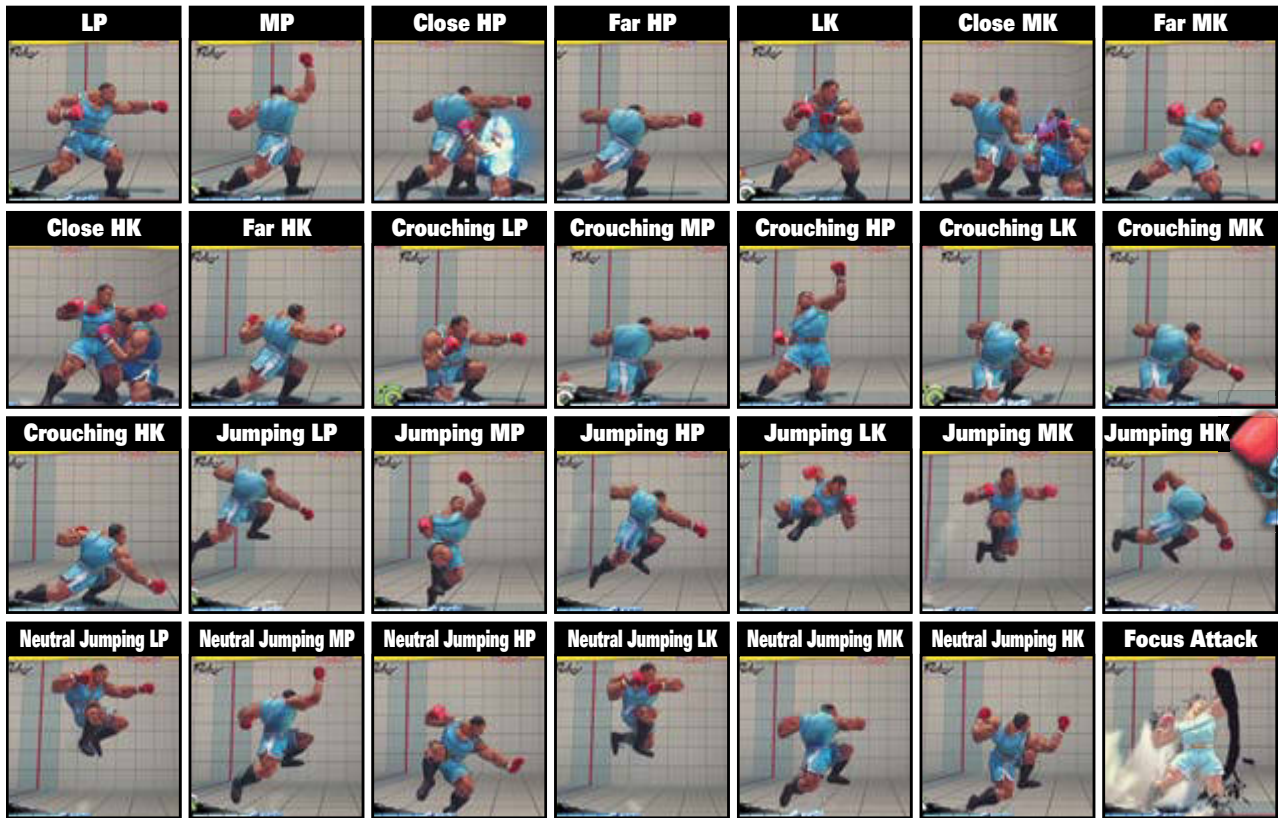 LP
MP
Close HP
Far HP
LK
Close MK
Far MK
Close HK
Far HK
Crouching LP
Crouching MP
Crouching HP
Crouching LK
Crouching MK
Crouching HK
Jumping LP
Jumping MP
Jumping HP
Jumping LK
Jumping MK
Jumping HK
Neutral Jumping LP
Neutral Jumping MP
Neutral Jumping HP
Neutral Jumping LK
Neutral Jumping MK
Neutral Jumping HK
Focus Attack